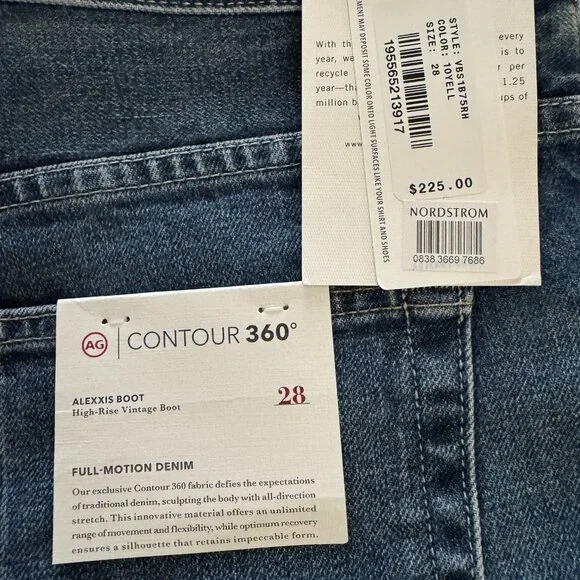 With th
every
year, we
is to
recycle
per
year—tha
1.25
million b
ups of
www.
MENT MAY DEPOSIT SOME COLOR ONTO LIGHT SURFACES LIKE YOUR SHIRT AND SHOES
STYLE: VBS1B75RH
COLOR: 10YELL
SIZE: 28
195565213917
$225.00
NORDSTROM
0838 3669 7686
AG CONTOUR 360°
ALEXXIS BOOT
High-Rise Vintage Boot
28
FULL-MOTION DENIM
Our exclusive Contour 360 fabric defies the expectations
of traditional denim, sculpting the body with all-direction
stretch. This innovative material offers an unlimited
range of movement and flexibility, while optimum recovery
ensures a silhouette that retains impeccable form.